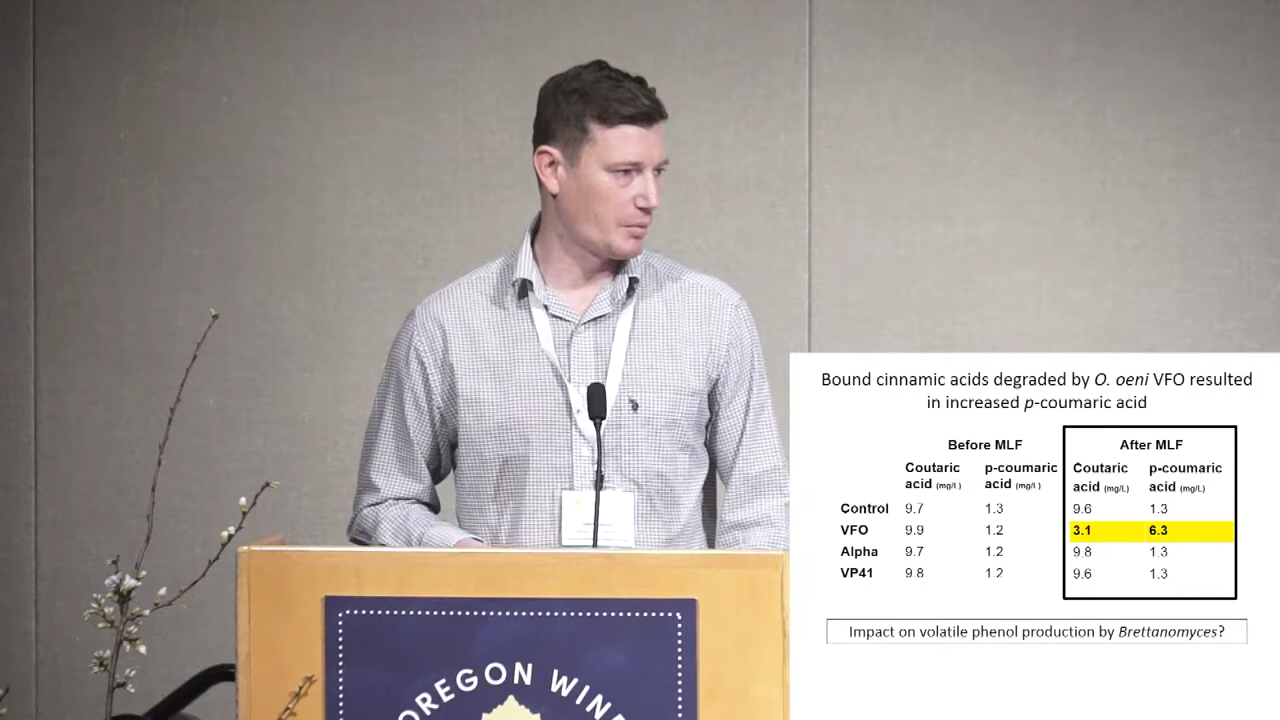 Bound cinnamic acids degraded by O. oeni VFO resulted
in increased p-coumaric acid
Before MLF After MLF
Coutaric p-coumaric Coutaric p-coumaric
acid (mg/L) acid (mg/L) acid (mg/L) acid (mg/L)
Control 9.7 1.3 9.6 1.3
VFO 9.9 1.2 3.1 6.3
Alpha 9.7 1.2 9.8 1.3
VP41 9.8 1.2 9.6 1.3
Impact on volatile phenol production by Brettanomyces?
OREGON WINE